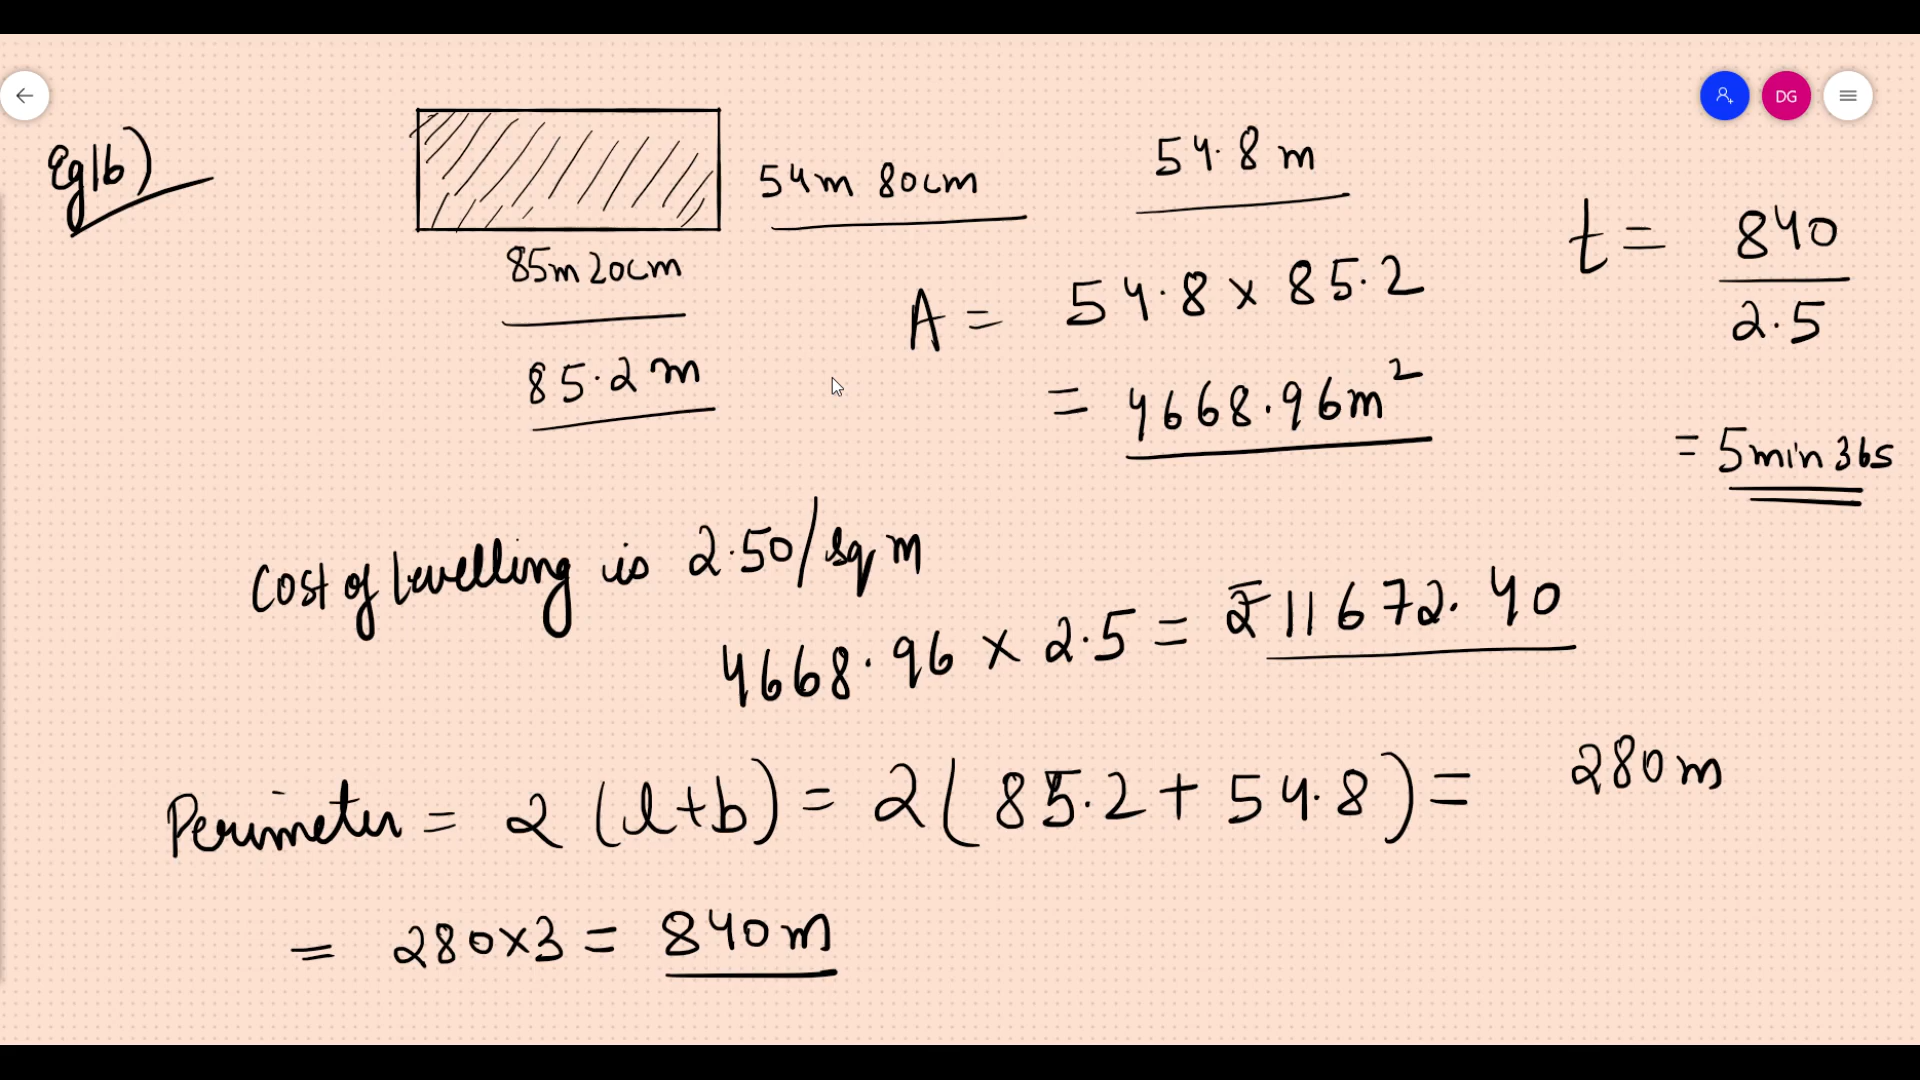 DG
Eg1b)
54m 80cm
54.8 m
85m 20cm
85.2 m
A = 54.8 x 85.2
= 4668.96m²
t = 840 / 2.5
= 5min 36s
Cost of levelling is 2.50/sq m
4668.96 x 2.5 = ₹ 11672.40
Perimeter = 2 (l+b) = 2(85.2 + 54.8) = 280m
= 280x3 = 840m